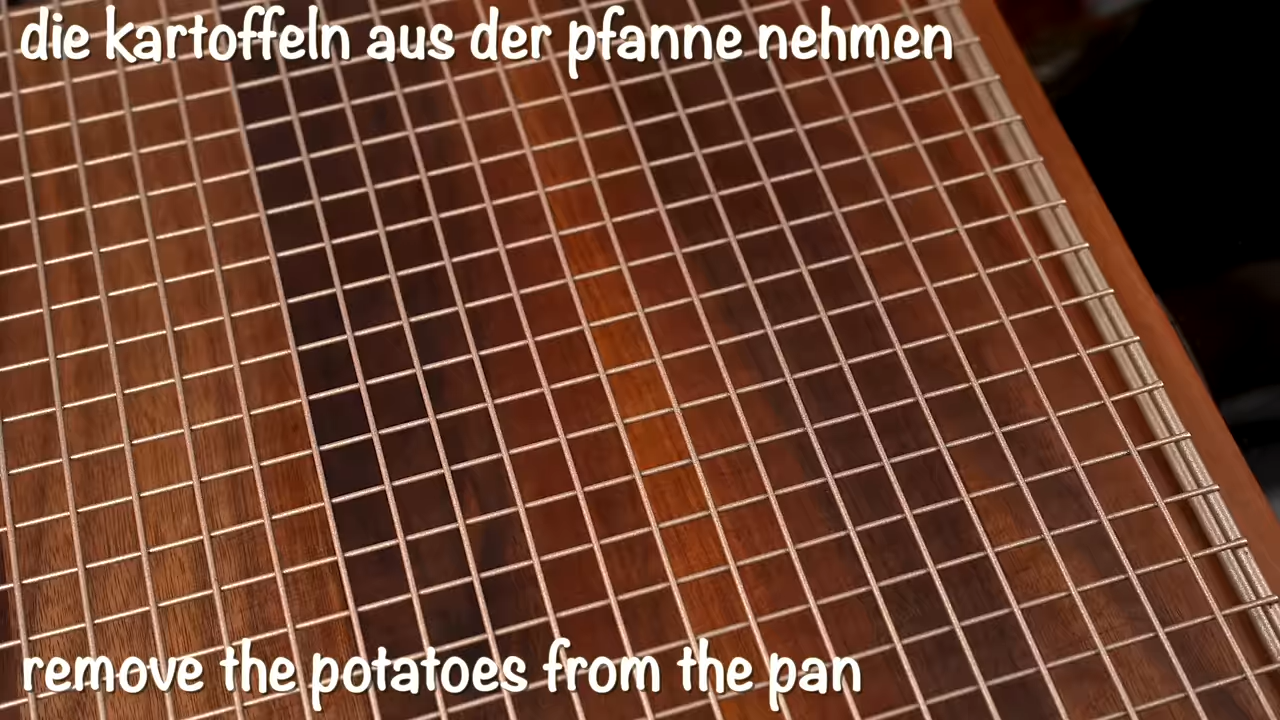 die kartoffeln aus der pfanne nehmen
remove the potatoes from the pan